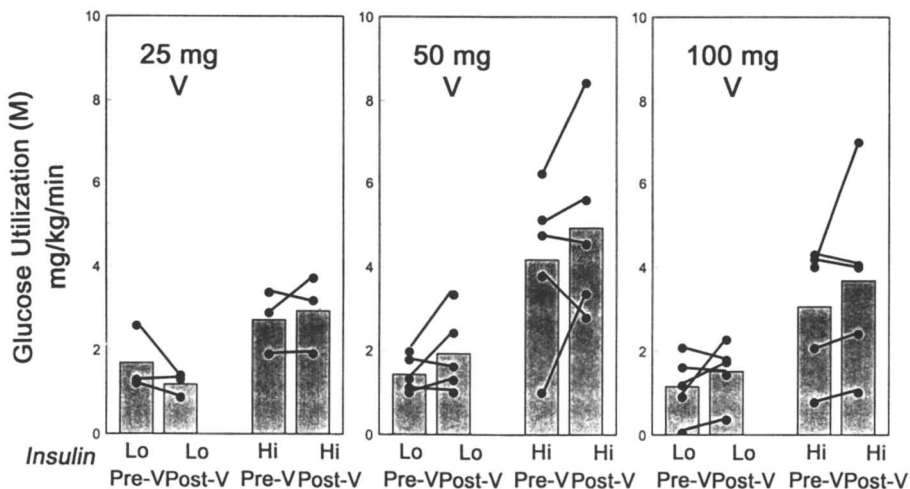 Glucose Utilization (M)
mg/kg/min
10
8
6
4
2
0
25 mg
V
10
8
6
4
2
0
50 mg
V
10
8
6
4
2
0
100 mg
V
Insulin Lo Lo Hi Hi Lo Lo Hi Hi Lo Lo Hi Hi
Pre-V Post-V Pre-V Post-V Pre-V Post-V Pre-V Post-V Pre-V Post-V Pre-V Post-V